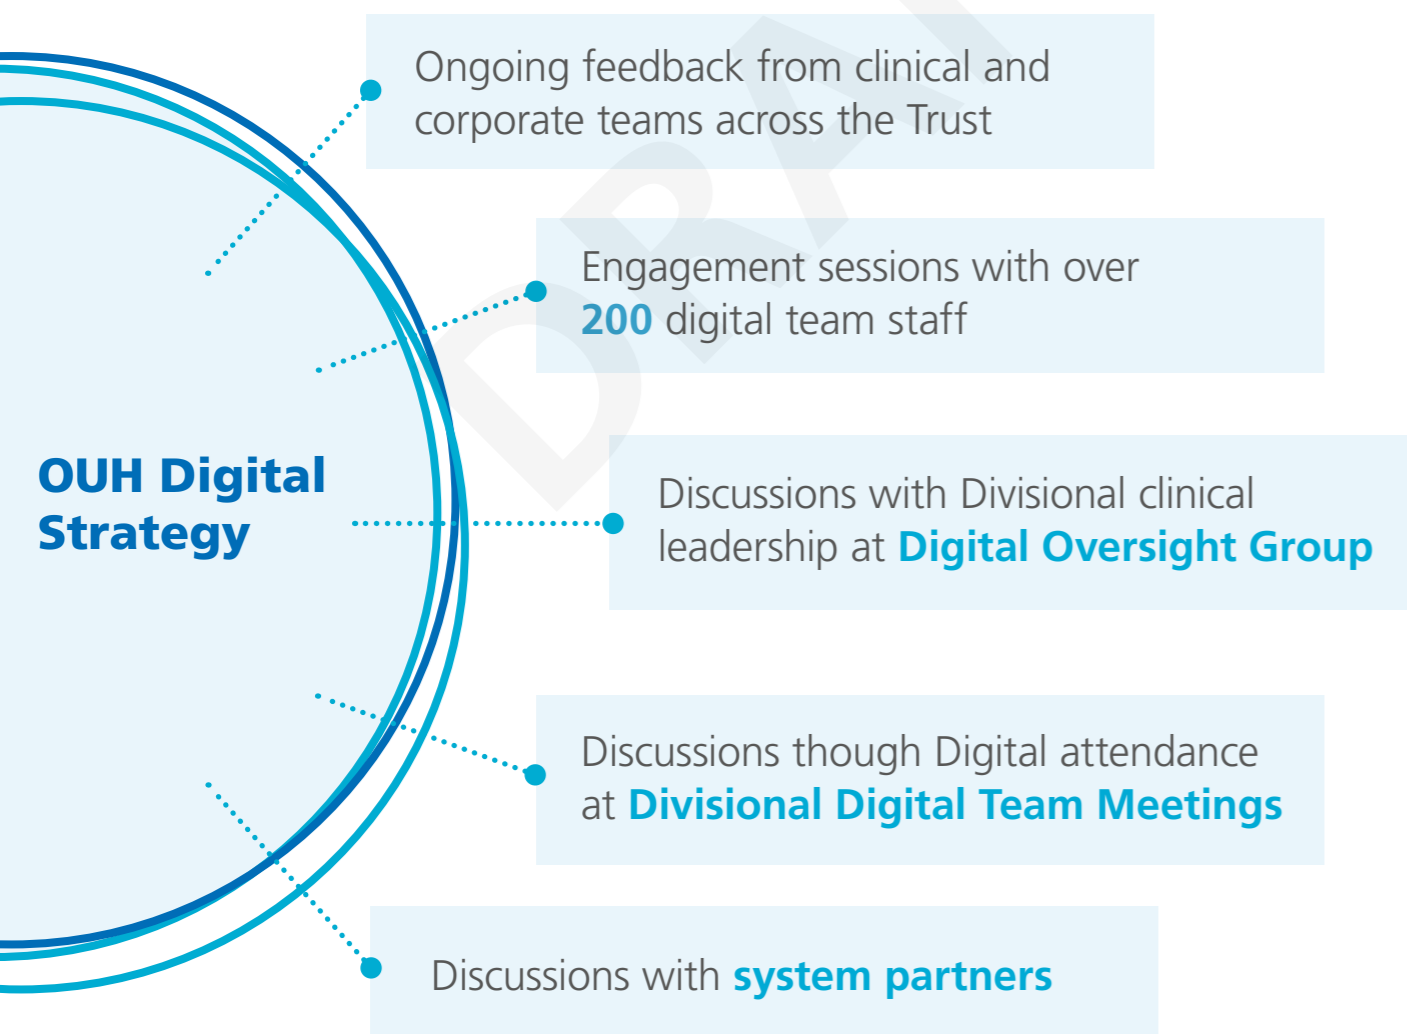 Ongoing feedback from clinical and
corporate teams across the Trust
Engagement sessions with over
200 digital team staff
OUH Digital
Strategy
Discussions with Divisional clinical
leadership at Digital Oversight Group
Discussions though Digital attendance
at Divisional Digital Team Meetings
Discussions with system partners
DRA